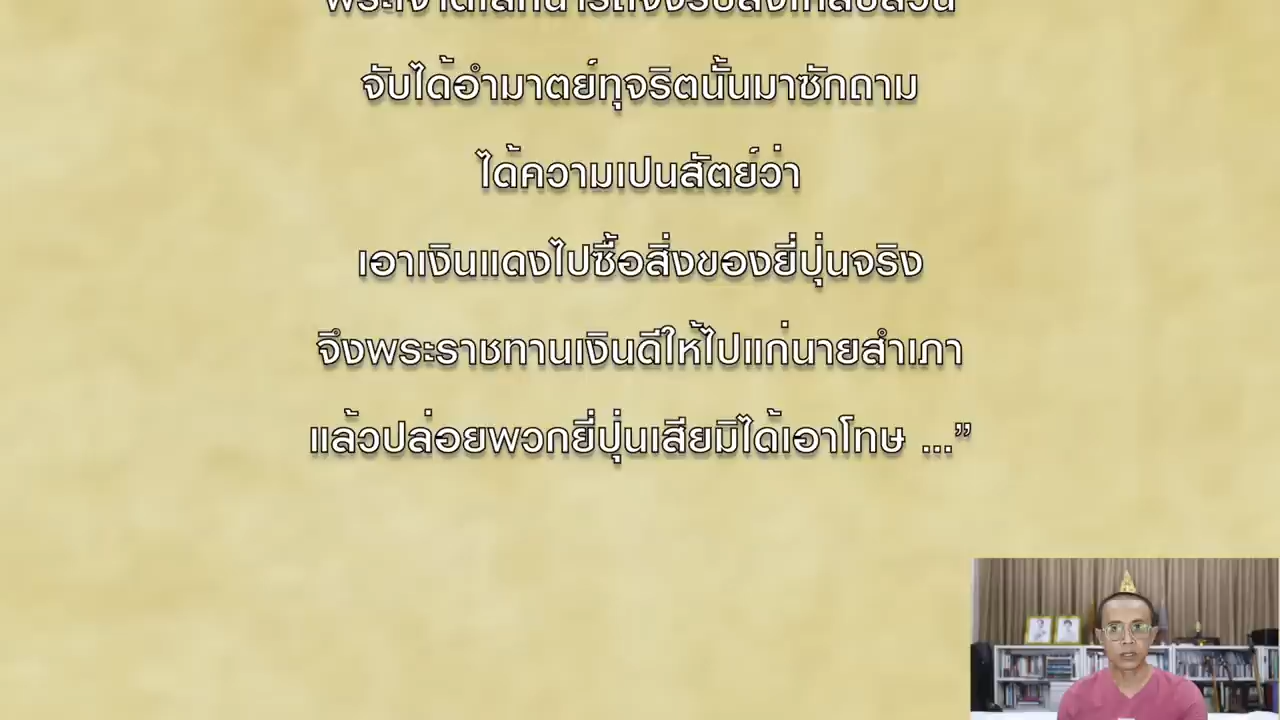 จับได้อำมาตย์ทุจริตนั้นมาซักถาม
ได้ความเปนสัตย์ว่า
เอาเงินแดงไปซื้อสิ่งของยี่ปุ่นจริง
จึงพระราชทานเงินดีให้ไปแก่นายสำเภา
แล้วปล่อยพวกยี่ปุ่นเสียมิได้เอาโทษ ...”